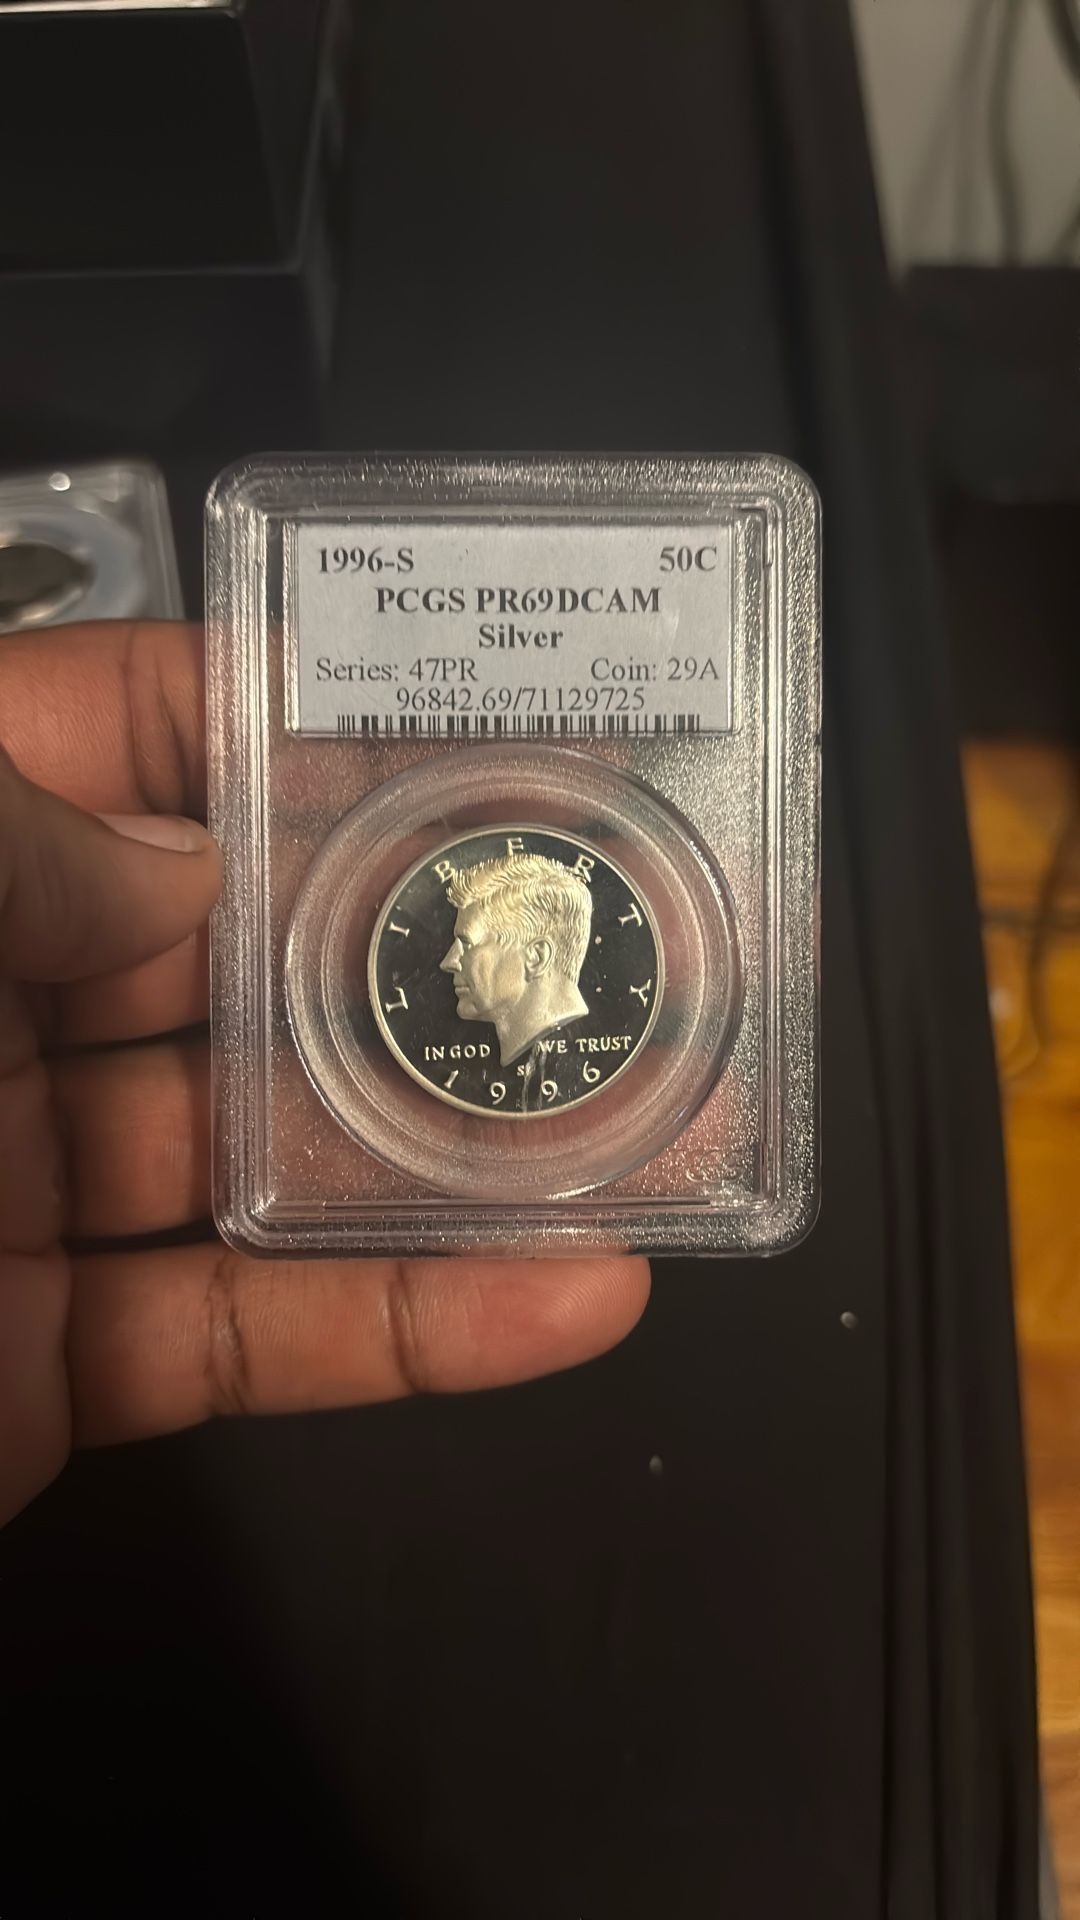 1996-S 50C
PCGS PR69DCAM
Silver
Series: 47PR Coin: 29A
96842.69/71129725
LIBERTY
IN GOD WE TRUST
S
1996